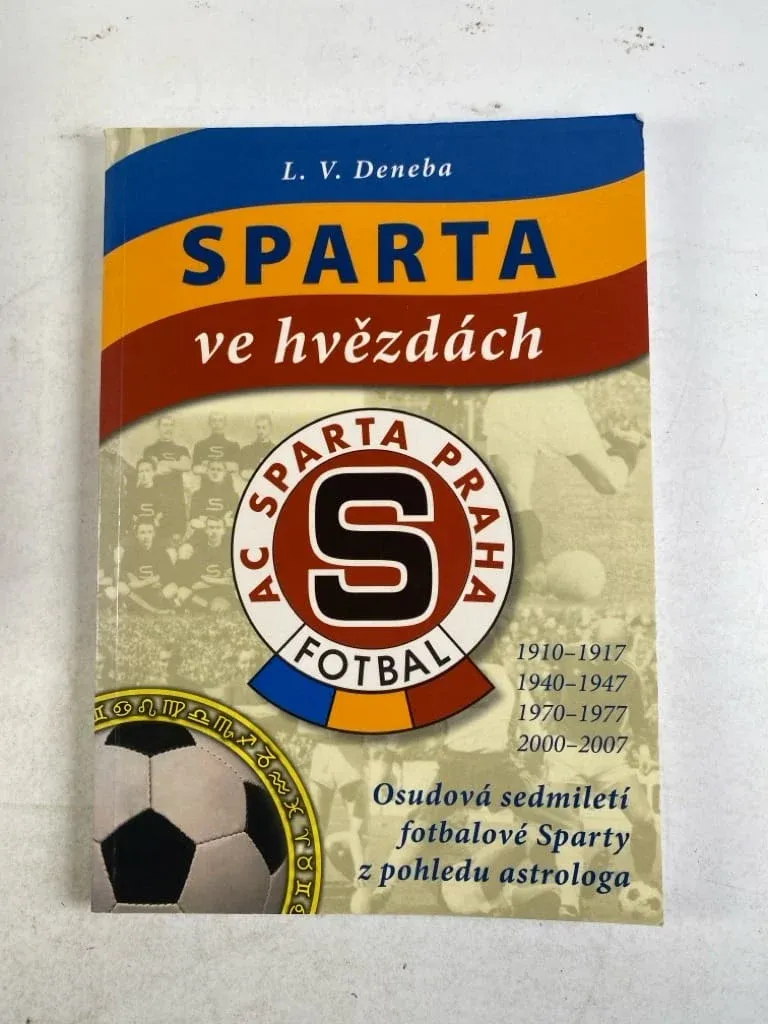 L. V. Deneba
SPARTA
ve hvězdách
AC SPARTA PRAHA
S
FOTBAL
1910–1917
1940–1947
1970–1977
2000–2007
Osudová sedmiletí
fotbalové Sparty
z pohledu astrologa